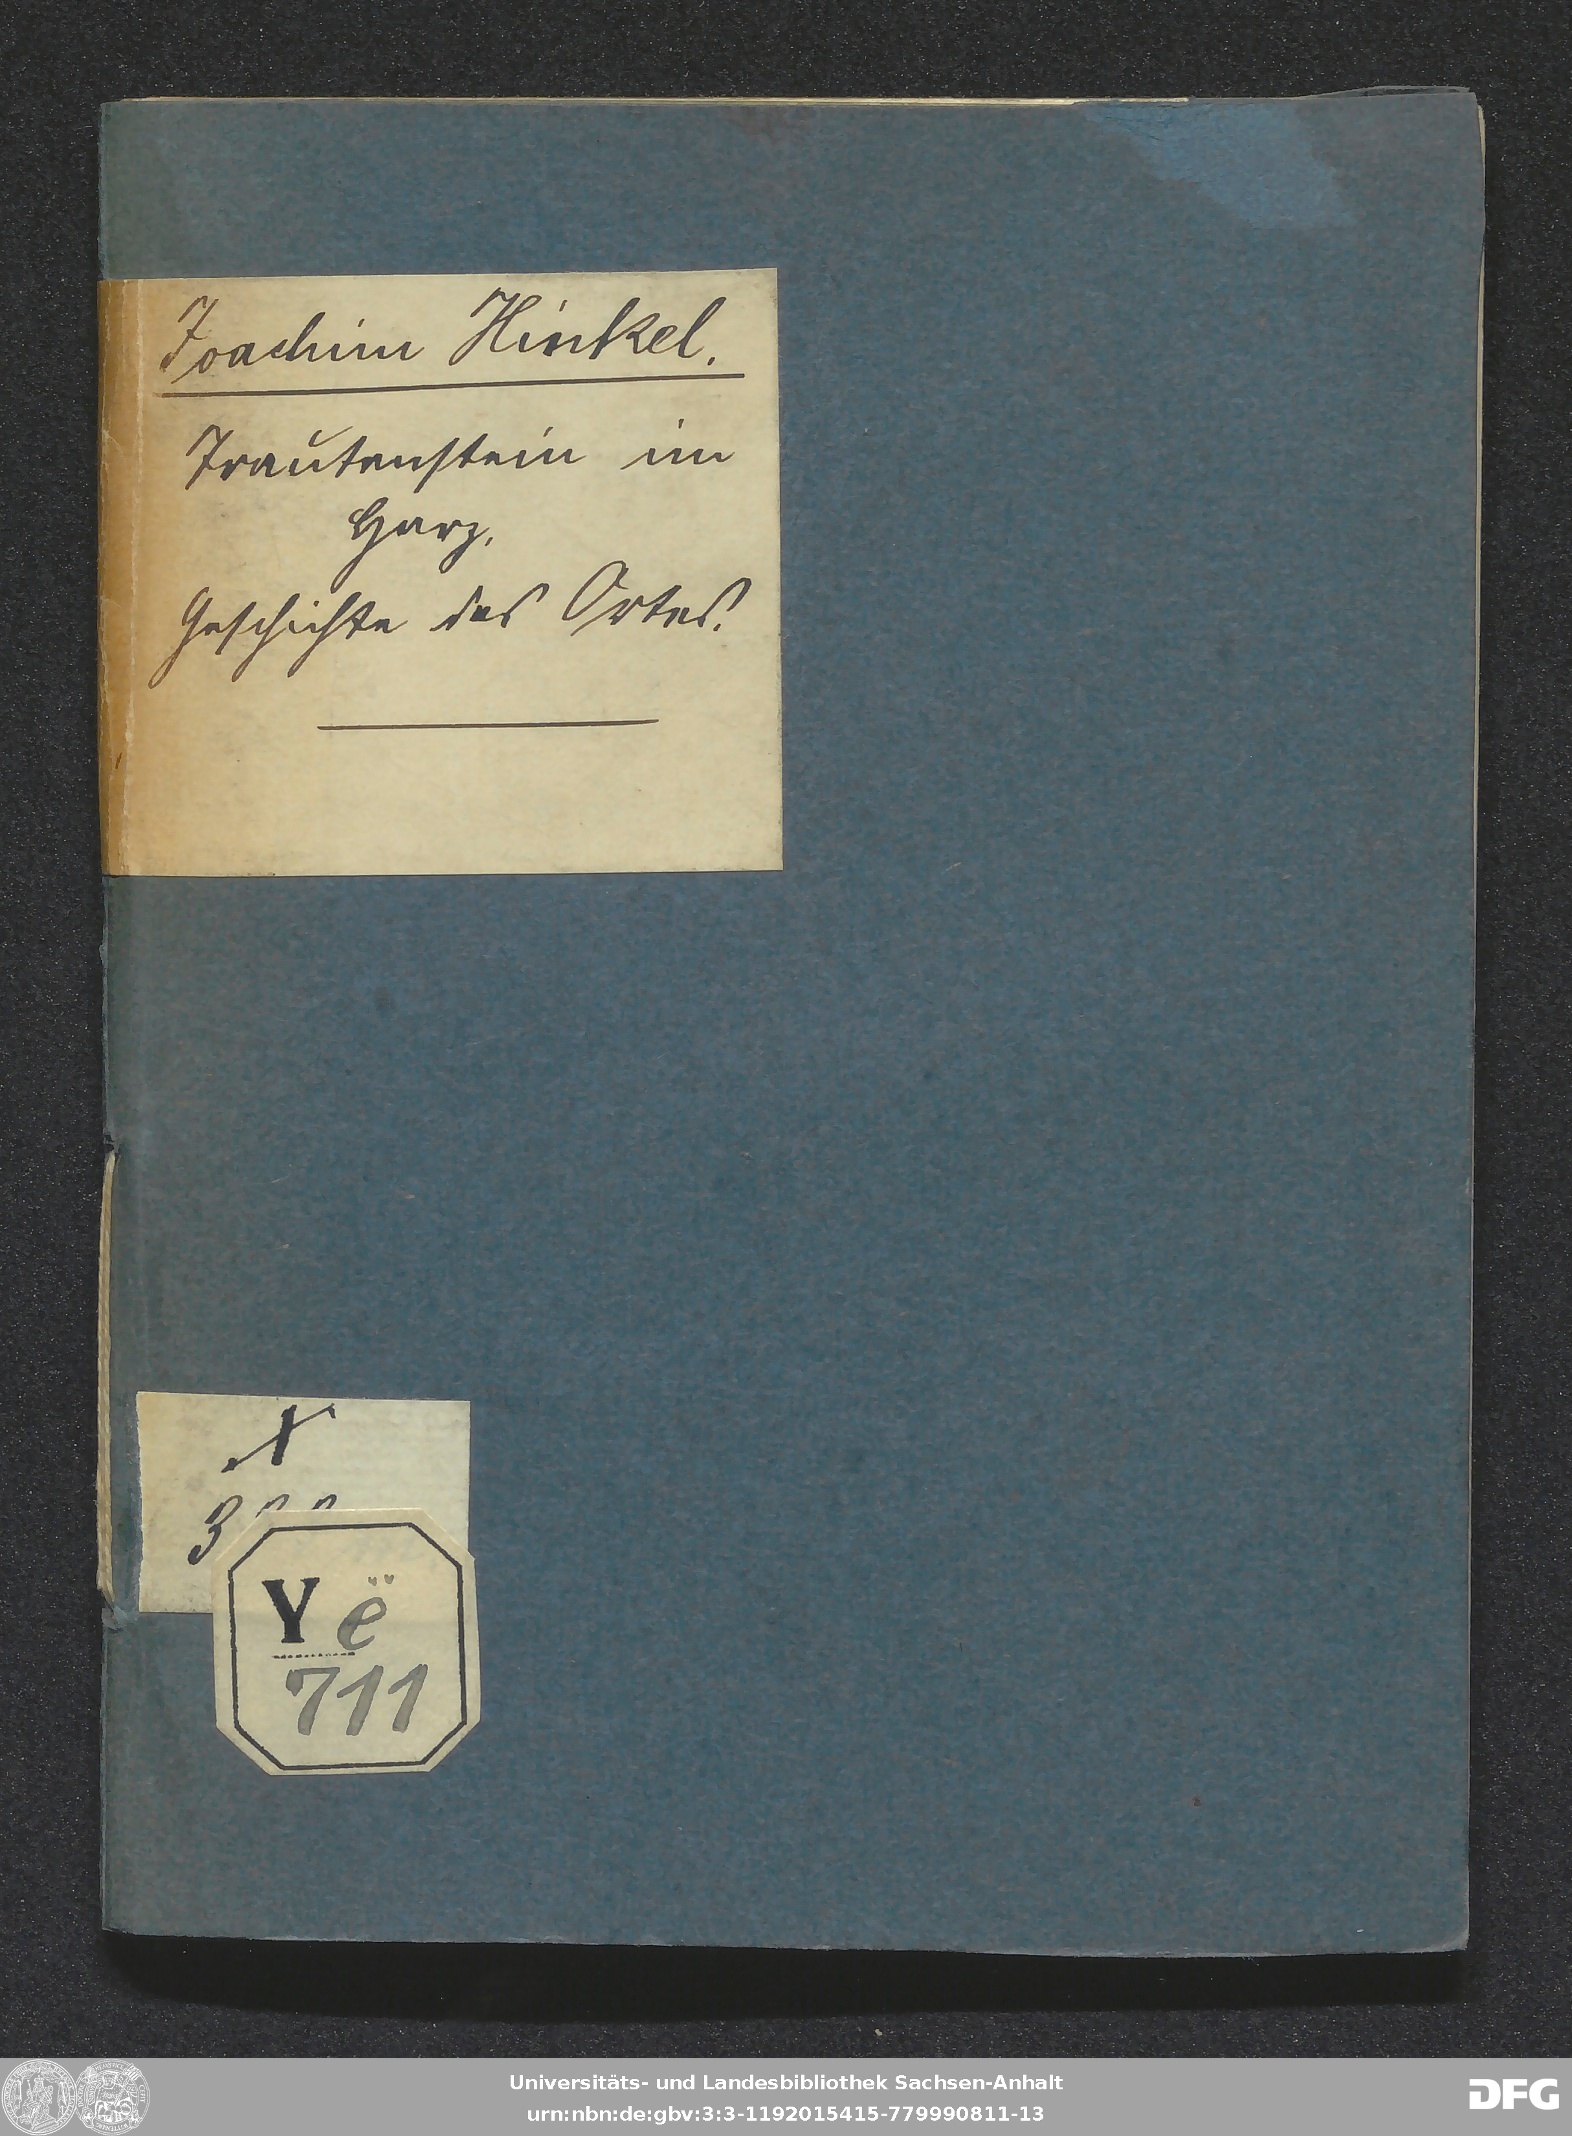 Joachim Hinkel.
Trautenstein im
Harz.
Geschichte des Ortes.
X
3
Y ë
711
Universitäts- und Landesbibliothek Sachsen-Anhalt
urn:nbn:de:gbv:3:3-1192015415-779990811-13
DFG